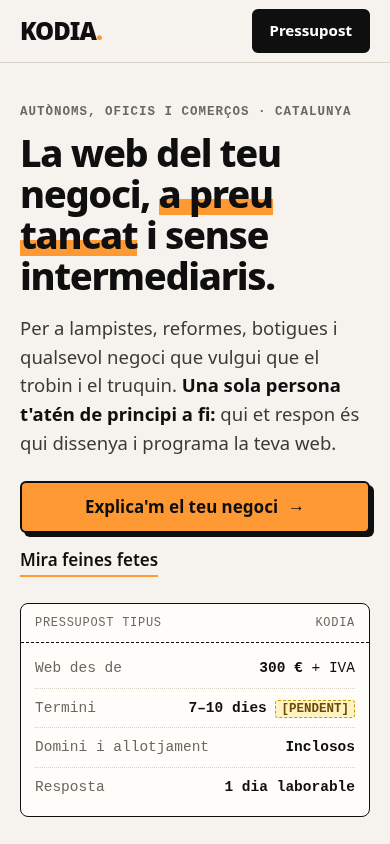 KODIA.
Pressupost
AUTÒNOMS, OFICIS I COMERÇOS · CATALUNYA
La web del teu
negoci, a preu
tancat i sense
intermediaris.
Per a lampistes, reformes, botigues i
qualsevol negoci que vulgui que el
trobin i el truquin. Una sola persona
t'atén de principi a fi: qui et respon és
qui dissenya i programa la teva web.
Explica'm el teu negoci →
Mira feines fetes
PRESSUPOST TIPUS KODIA
Web des de 300 € + IVA
Termini 7–10 dies [PENDENT]
Domini i allotjament Inclosos
Resposta 1 dia laborable